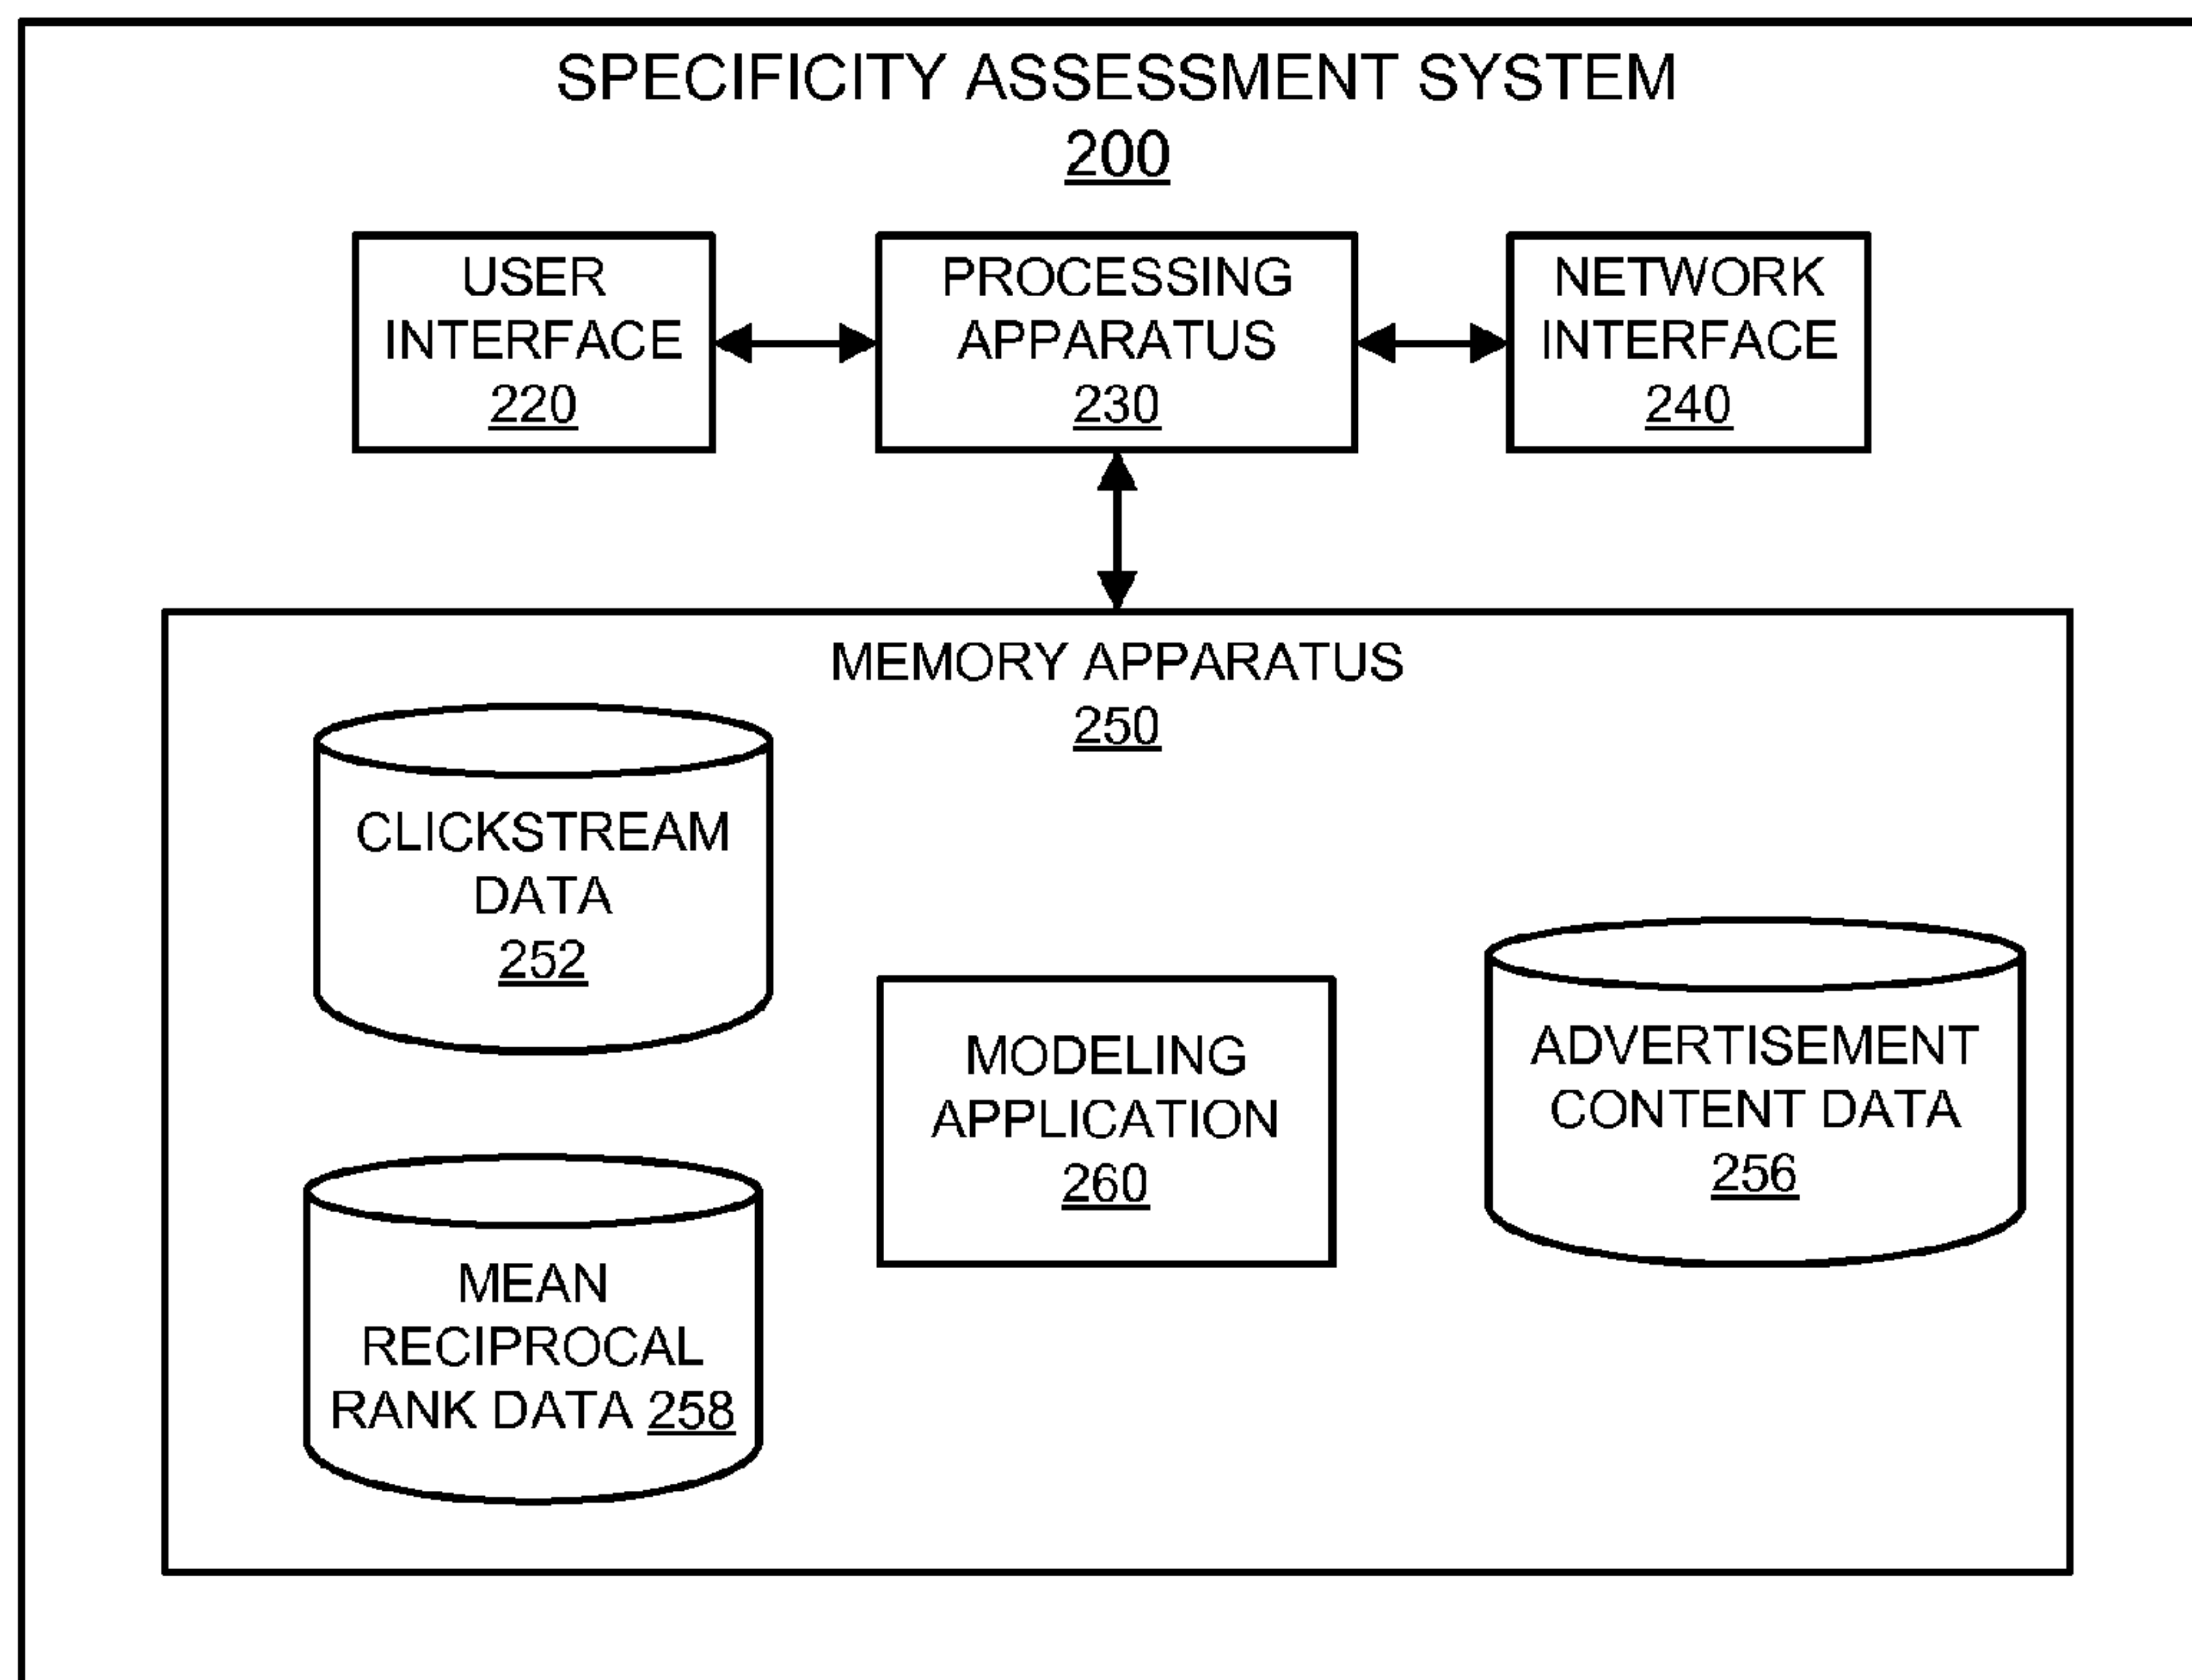 SPECIFICITY ASSESSMENT SYSTEM
200
USER
INTERFACE
220
PROCESSING
APPARATUS
230
NETWORK
INTERFACE
240
MEMORY APPARATUS
250
CLICKSTREAM
DATA
252
MODELING
APPLICATION
260
ADVERTISEMENT
CONTENT DATA
256
MEAN
RECIPROCAL
RANK DATA 258